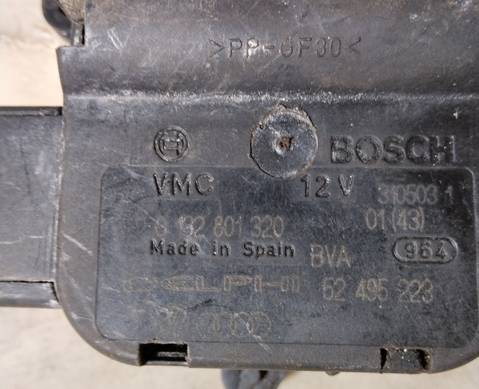 >PP-GF30<
BOSCH
VMC 12 V 310503 1
0 132 801 320 01(43)
Made in Spain BVA 964
DELPHI-H 52 495 223